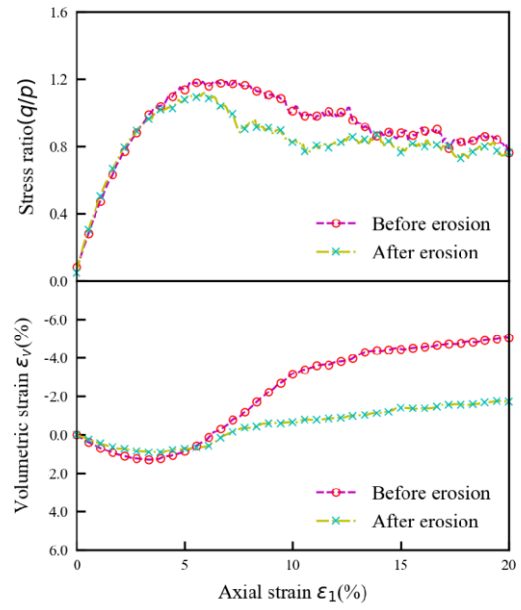 1.6
1.2
0.8
0.4
0.0
Stress ratio(q/p)
Before erosion
After erosion
-6.0
-4.0
-2.0
0.0
2.0
4.0
6.0
Volumetric strain εv(%)
Before erosion
After erosion
0
5
10
15
20
Axial strain ε1(%)